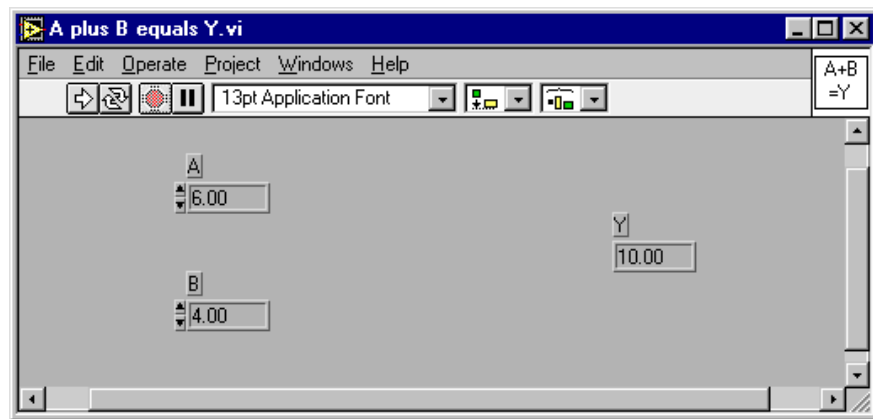 A plus B equals Y.vi
File Edit Operate Project Windows Help
A+B
=Y
13pt Application Font
A
6.00
Y
10.00
B
4.00